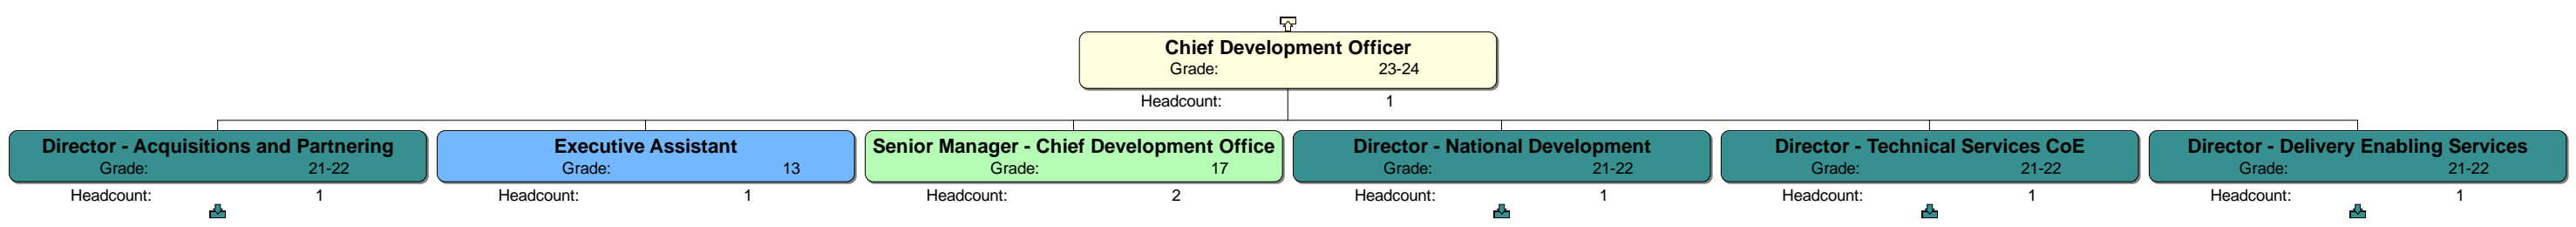 Chief Development Officer
Grade: 23-24
Headcount: 1
Director - Acquisitions and Partnering
Grade: 21-22
Headcount: 1
Executive Assistant
Grade: 13
Headcount: 1
Senior Manager - Chief Development Office
Grade: 17
Headcount: 2
Director - National Development
Grade: 21-22
Headcount: 1
Director - Technical Services CoE
Grade: 21-22
Headcount: 1
Director - Delivery Enabling Services
Grade: 21-22
Headcount: 1